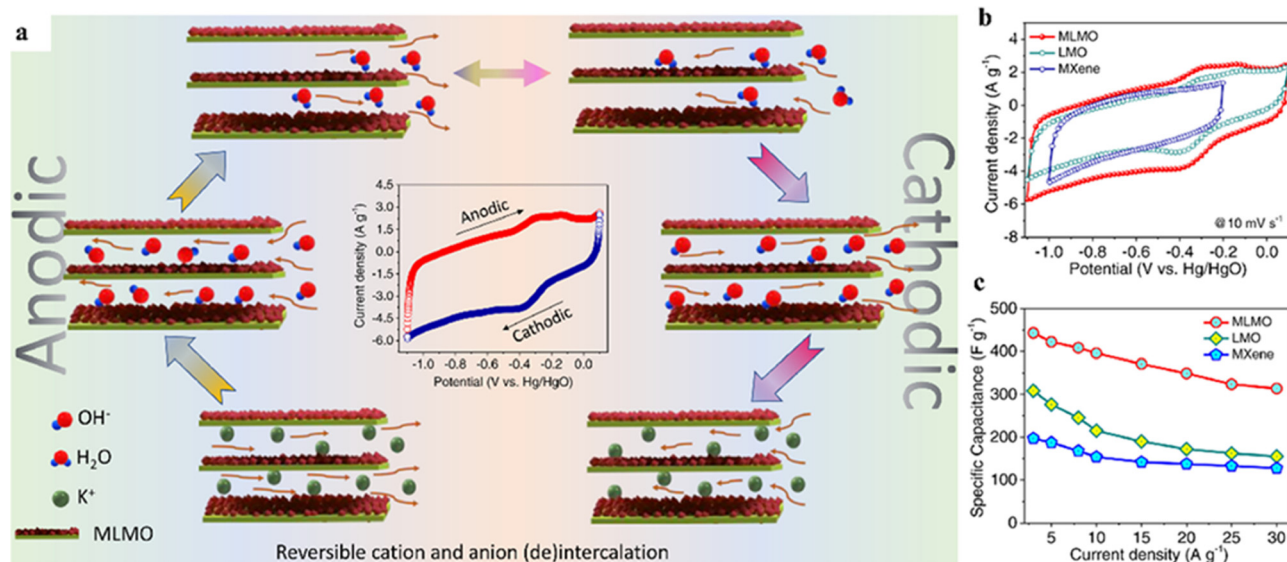 a
Anodic
Cathodic
4.5
3.0
1.5
0.0
-1.5
-3.0
-4.5
-6.0
Current density (A g⁻¹)
Anodic
Cathodic
-1.0 -0.8 -0.6 -0.4 -0.2 0.0
Potential (V vs. Hg/HgO)
OH⁻
H₂O
K⁺
MLMO
Reversible cation and anion (de)intercalation
b
MLMO
LMO
MXene
4
2
0
-2
-4
-6
Current density (A g⁻¹)
@10 mV s⁻¹
-1.0 -0.8 -0.6 -0.4 -0.2 0.0
Potential (V vs. Hg/HgO)
c
MLMO
LMO
MXene
500
400
300
200
100
0
Specific Capacitance (F g⁻¹)
5 10 15 20 25 30
Current density (A g⁻¹)